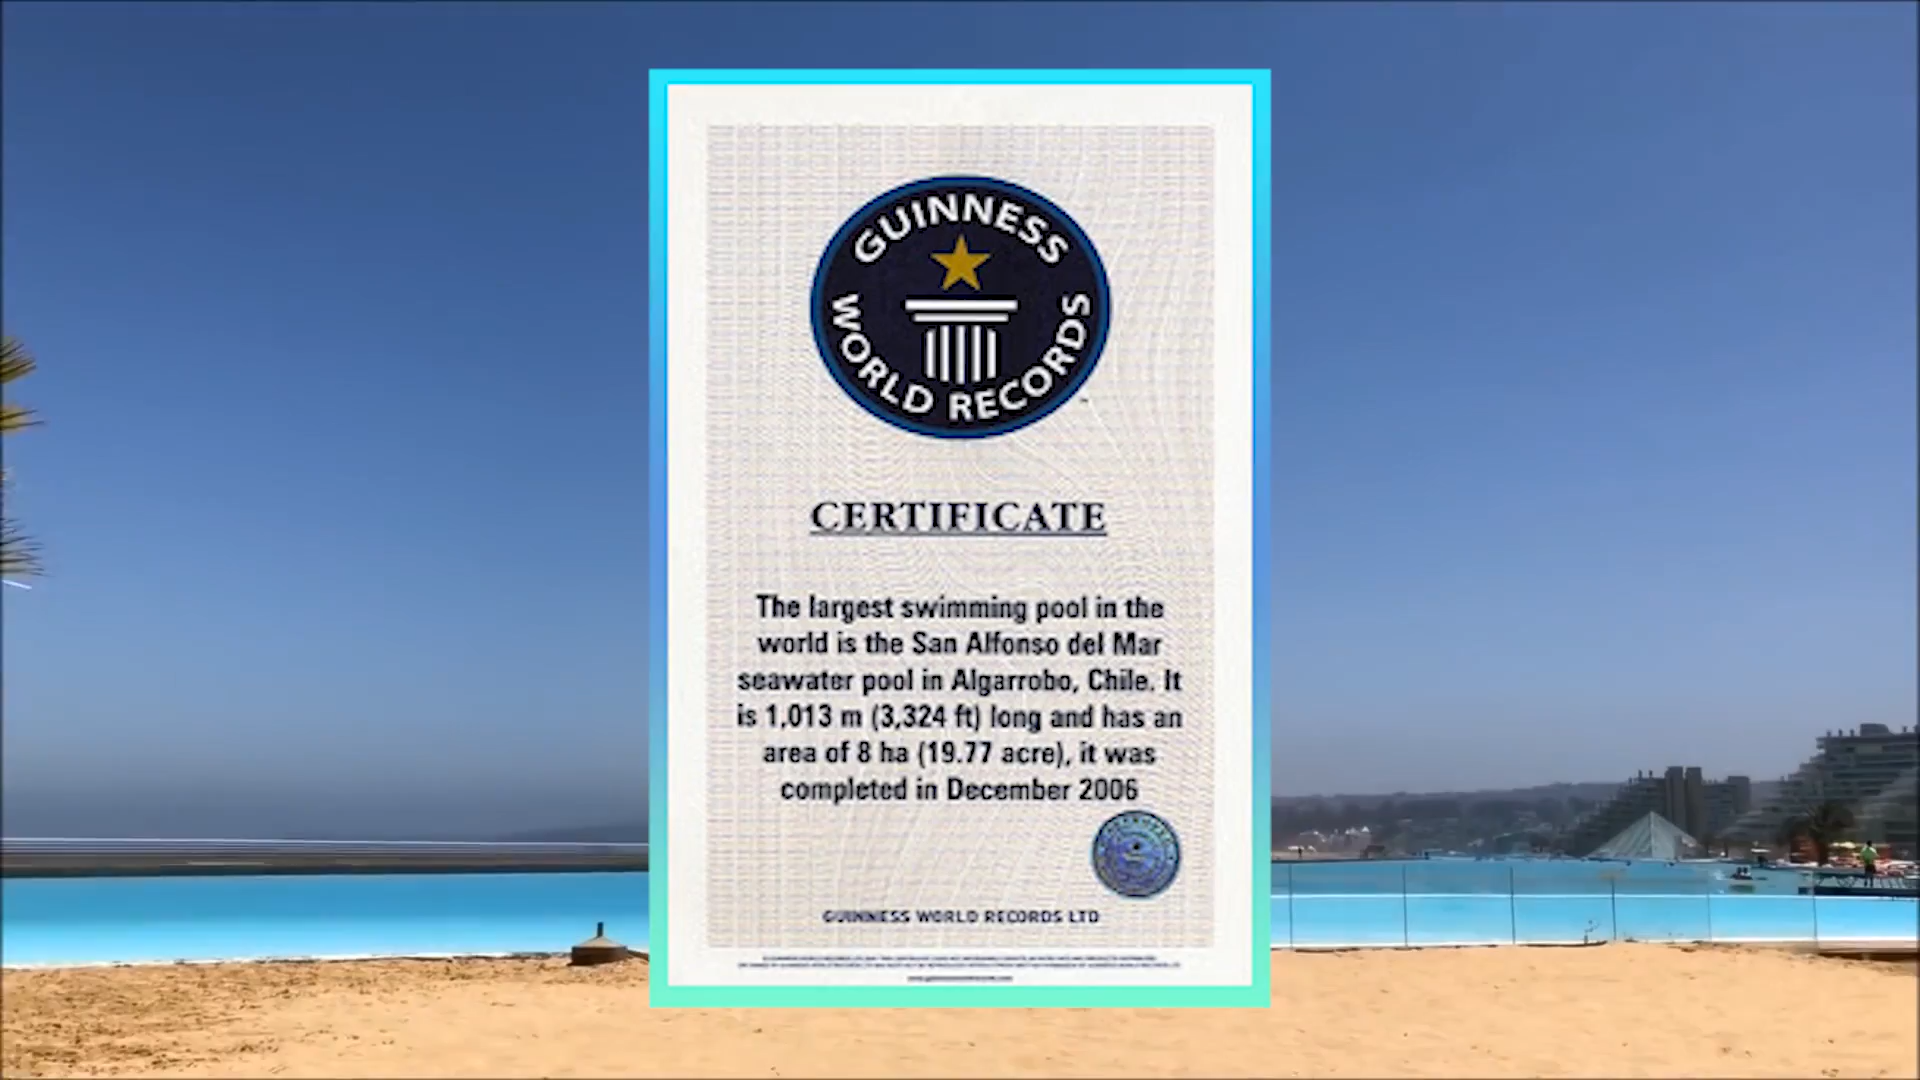 GUINNESS
WORLD RECORDS
CERTIFICATE
The largest swimming pool in the
world is the San Alfonso del Mar
seawater pool in Algarrobo, Chile. It
is 1,013 m (3,324 ft) long and has an
area of 8 ha (19.77 acre), it was
completed in December 2006
GUINNESS WORLD RECORDS LTD